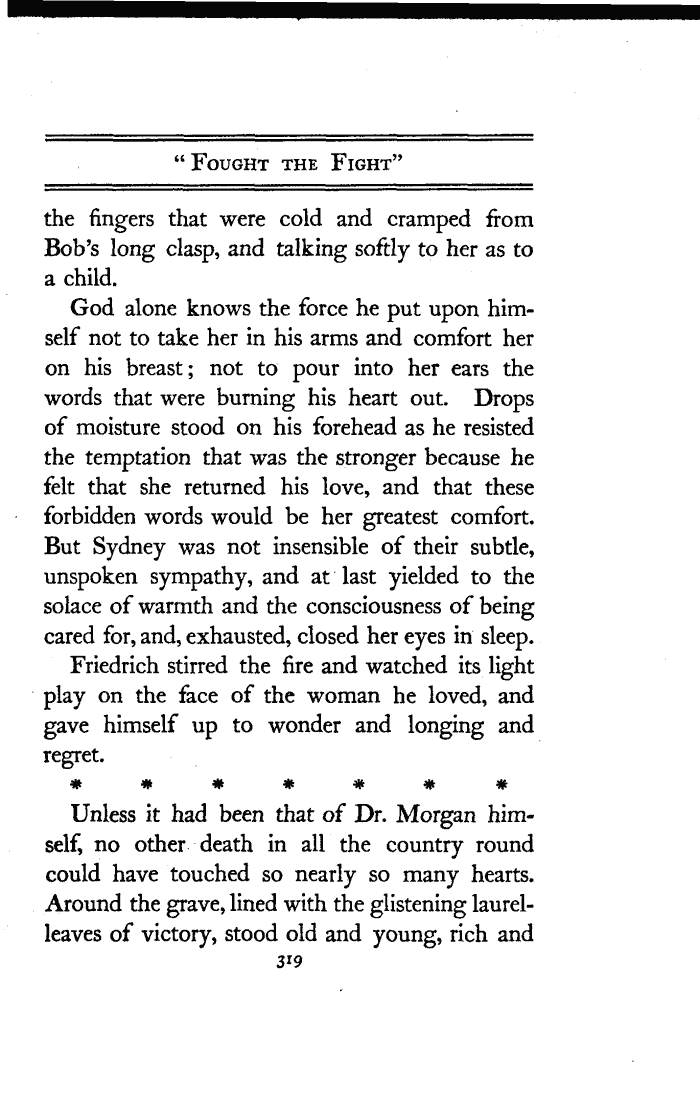 “ Fought the Fight”
the fingers that were cold and cramped from
Bob's long clasp, and talking softly to her as to
a child.
God alone knows the force he put upon him-
self not to take her in his arms and comfort her
on his breast; not to pour into her ears the
words that were burning his heart out. Drops
of moisture stood on his forehead as he resisted
the temptation that was the stronger because he
felt that she returned his love, and that these
forbidden words would be her greatest comfort.
But Sydney was not insensible of their subtle,
unspoken sympathy, and at last yielded to the
solace of warmth and the consciousness of being
cared for, and, exhausted, closed her eyes in sleep.
Friedrich stirred the fire and watched its light
play on the face of the woman he loved, and
gave himself up to wonder and longing and
regret.
* * * * * * *
Unless it had been that of Dr. Morgan him-
self, no other death in all the country round
could have touched so nearly so many hearts.
Around the grave, lined with the glistening laurel-
leaves of victory, stood old and young, rich and
319